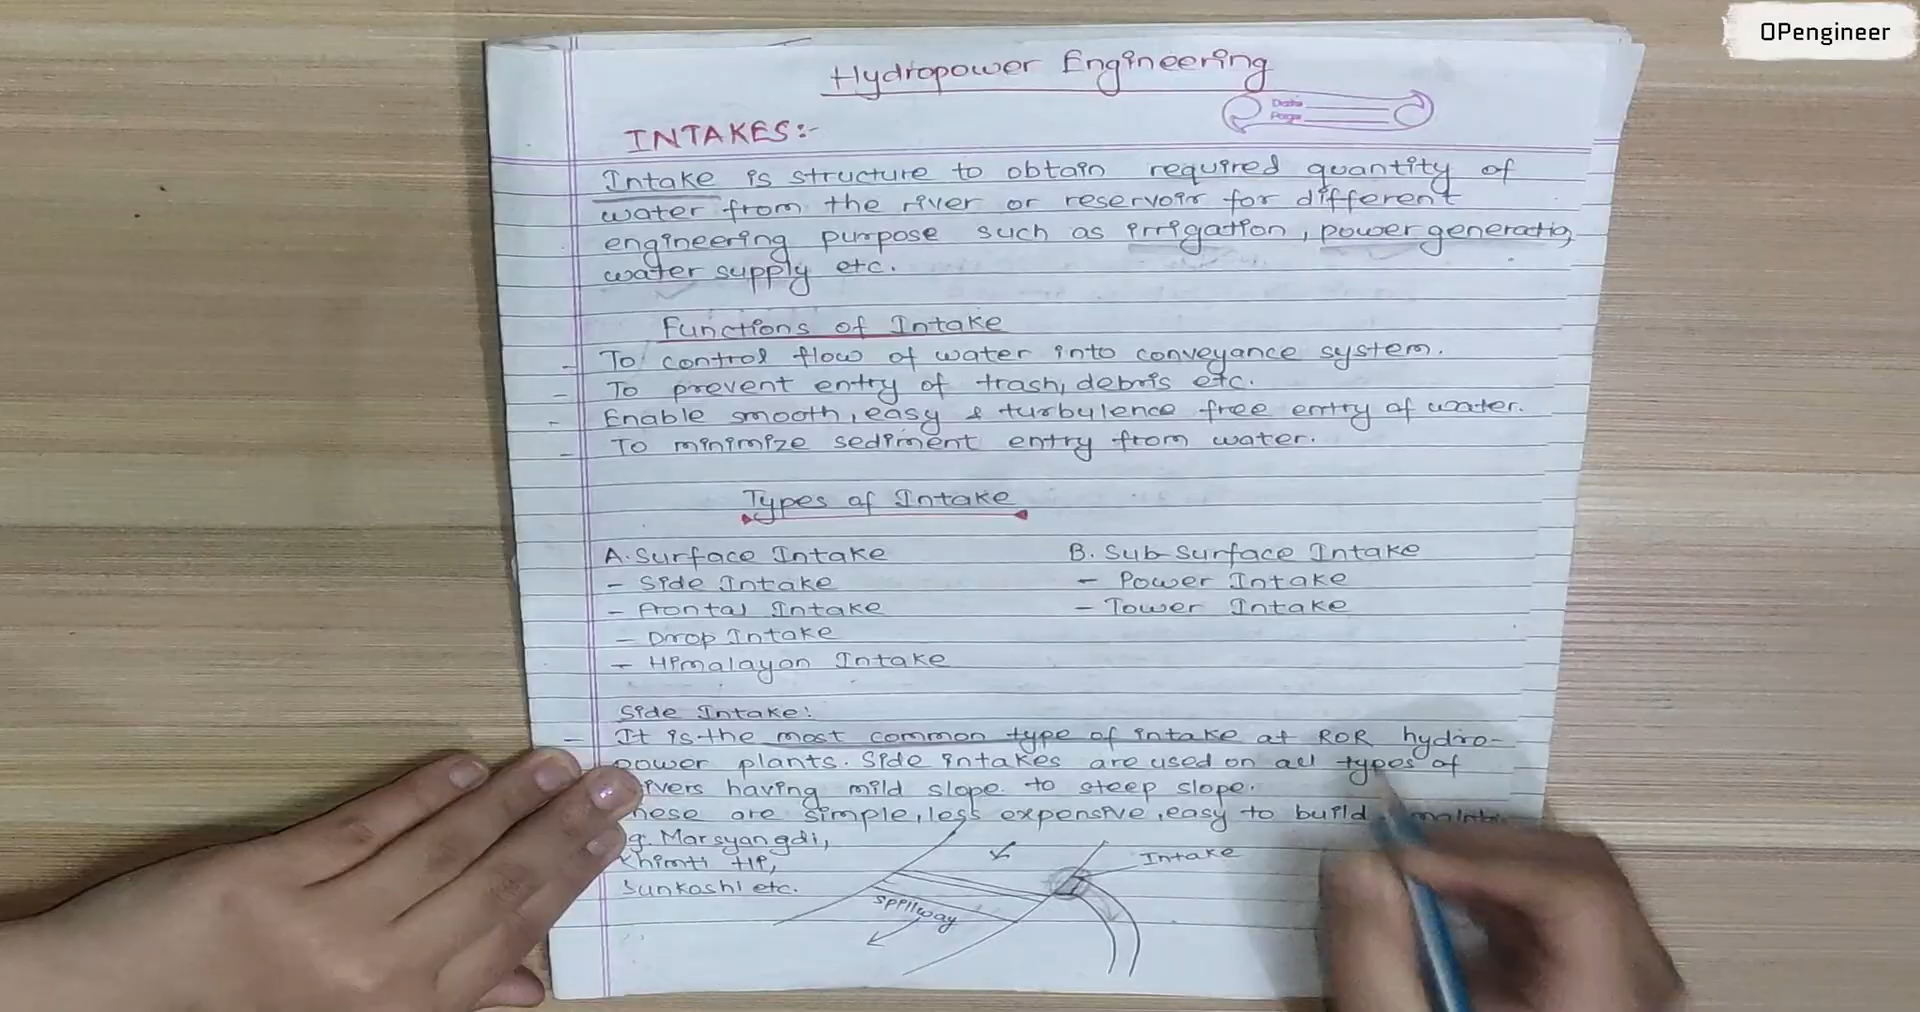 OPengineer
Hydropower Engineering
Date
Page
INTAKES:-
Intake is structure to obtain required quantity of
water from the river or reservoir for different
engineering purpose such as irrigation, power generatio
water supply etc.
Functions of Intake
- To control flow of water into conveyance system.
- To prevent entry of trash, debris etc.
- Enable smooth, easy & turbulence free entry of water.
- To minimize sediment entry from water.
Types of Intake
A. Surface Intake
- Side Intake
- Frontal Intake
- Drop Intake
- Himalayan Intake
B. Sub Surface Intake
- Power Intake
- Tower Intake
Side Intake:
- It is the most common type of intake at ROR hydro-
power plants. Side intakes are used on all types of
ivers having mild slope to steep slope.
hese are simple, less expensive, easy to build
g. Marsyangdi,
Khimti HP,
Sunkoshi etc.
Intake
spillway